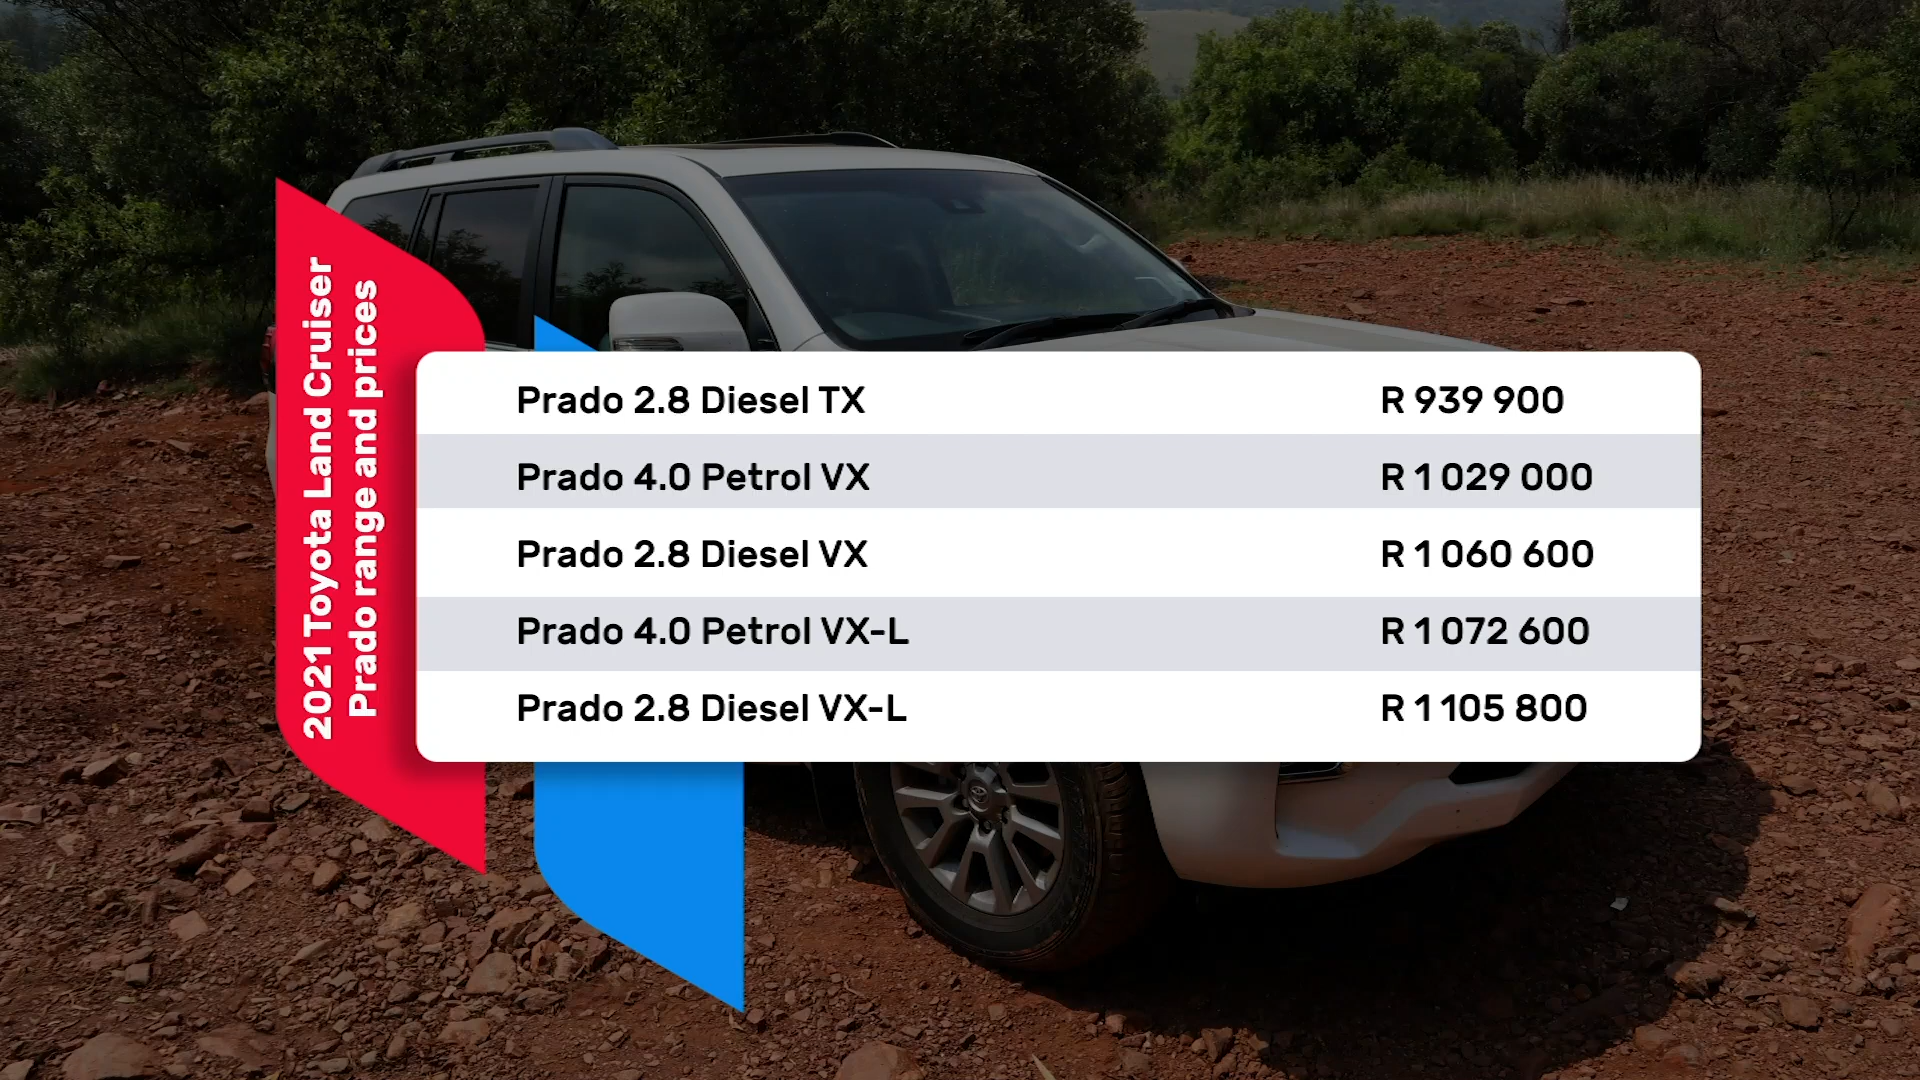 2021 Toyota Land Cruiser
Prado range and prices
Prado 2.8 Diesel TX R 939 900
Prado 4.0 Petrol VX R 1 029 000
Prado 2.8 Diesel VX R 1 060 600
Prado 4.0 Petrol VX-L R 1 072 600
Prado 2.8 Diesel VX-L R 1 105 800